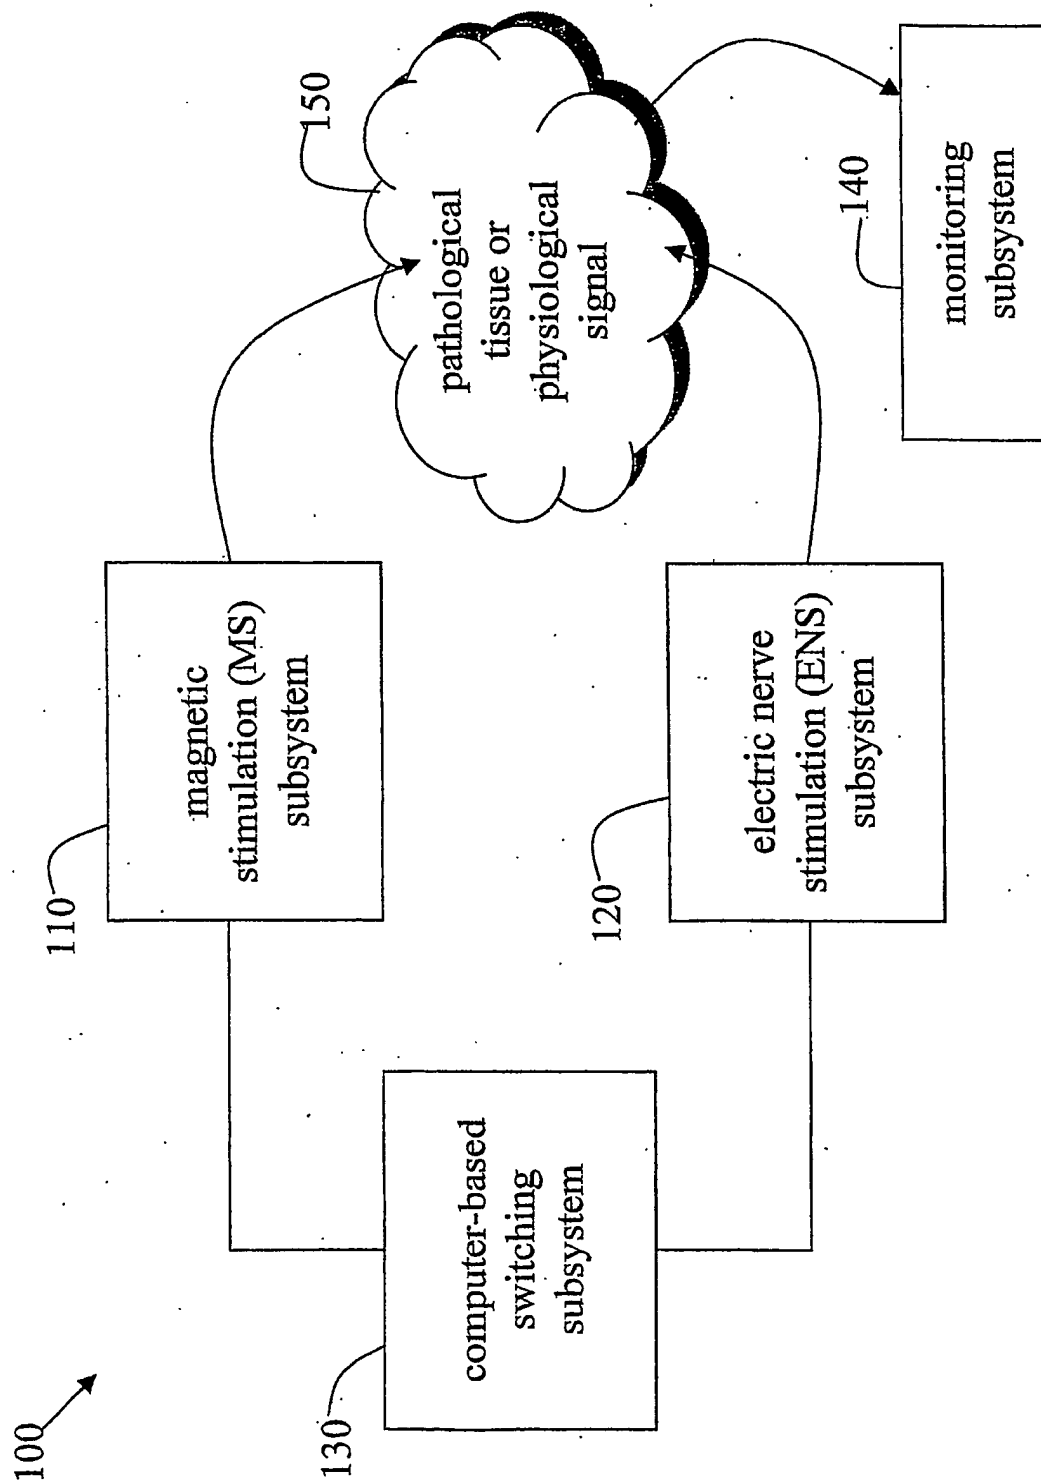 100
110
magnetic
stimulation (MS)
subsystem
150
pathological
tissue or
physiological
signal
130
computer-based
switching
subsystem
120
electric nerve
stimulation (ENS)
subsystem
140
monitoring
subsystem